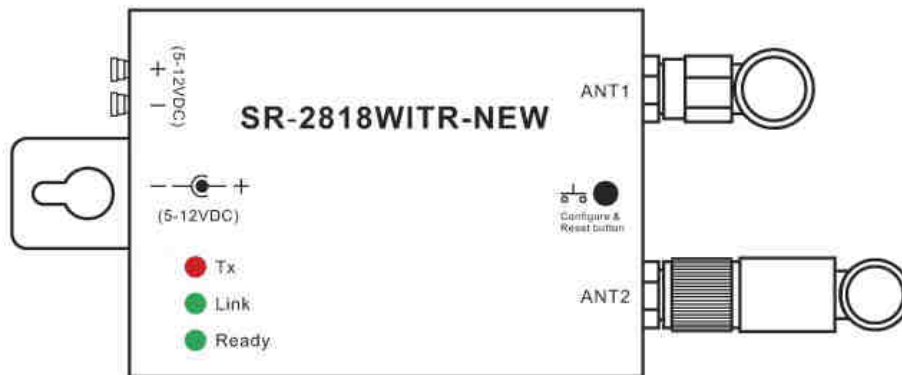 +
(5-12VDC)
−
SR-2818WITR-NEW
ANT1
− +
(5-12VDC)
Configure &
Reset button
Tx
Link
Ready
ANT2